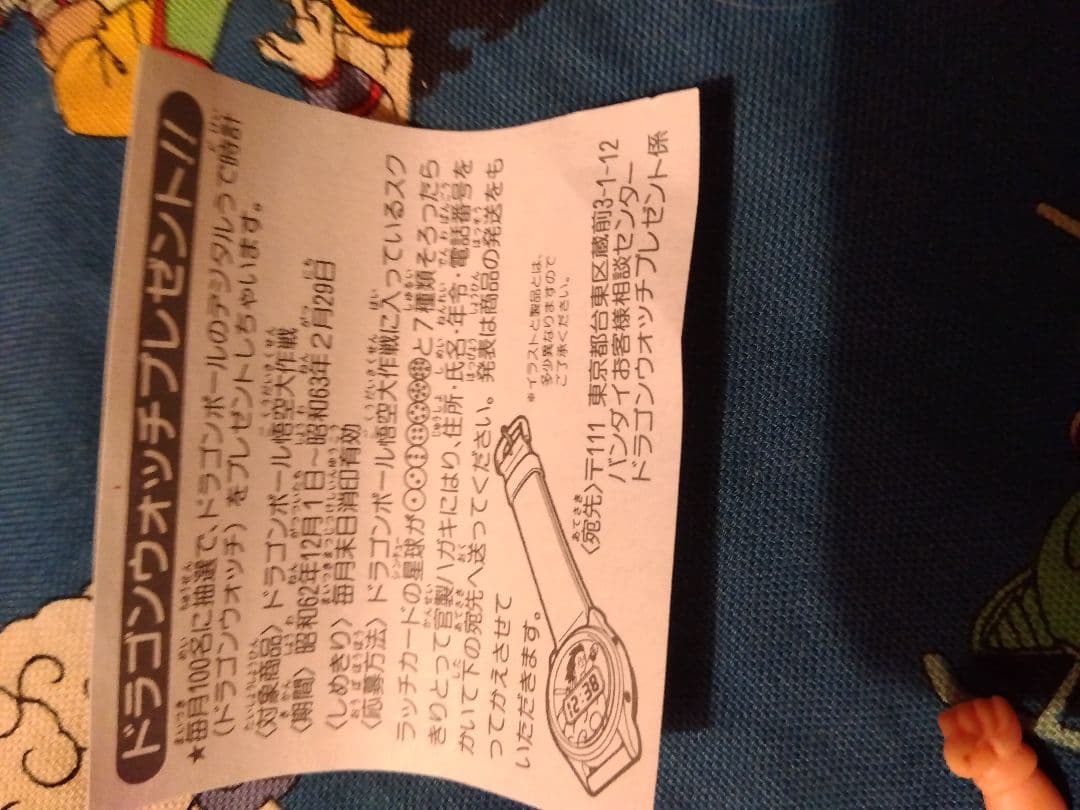 ドラゴンウォッチプレゼント!!
★毎月100名に抽選で、ドラゴンボールのデジタルって時計
(ドラゴンウォッチ)をプレゼントしちゃいます。
〈対象商品〉ドラゴンボール悟空大作戦
〈期間〉昭和62年12月1日～昭和63年2月29日
〈しめきり〉毎月末日消印有効
〈応募方法〉ドラゴンボール悟空大作戦に入っているスク
ラッチカードの星球が
と7種類そろったら
きりとって官製ハガキにはり、住所・氏名・年令・電話番号を
かいて下の宛先へ送ってください。発表は商品の発送をも
ってかえさせて
いただきます。
※イラストと製品とは、
多少異なりますので
ご了承ください。
12:38
〈宛先〉〒111 東京都台東区蔵前3-1-12
バンダイお客様相談センター
ドラゴンウォッチプレゼント係